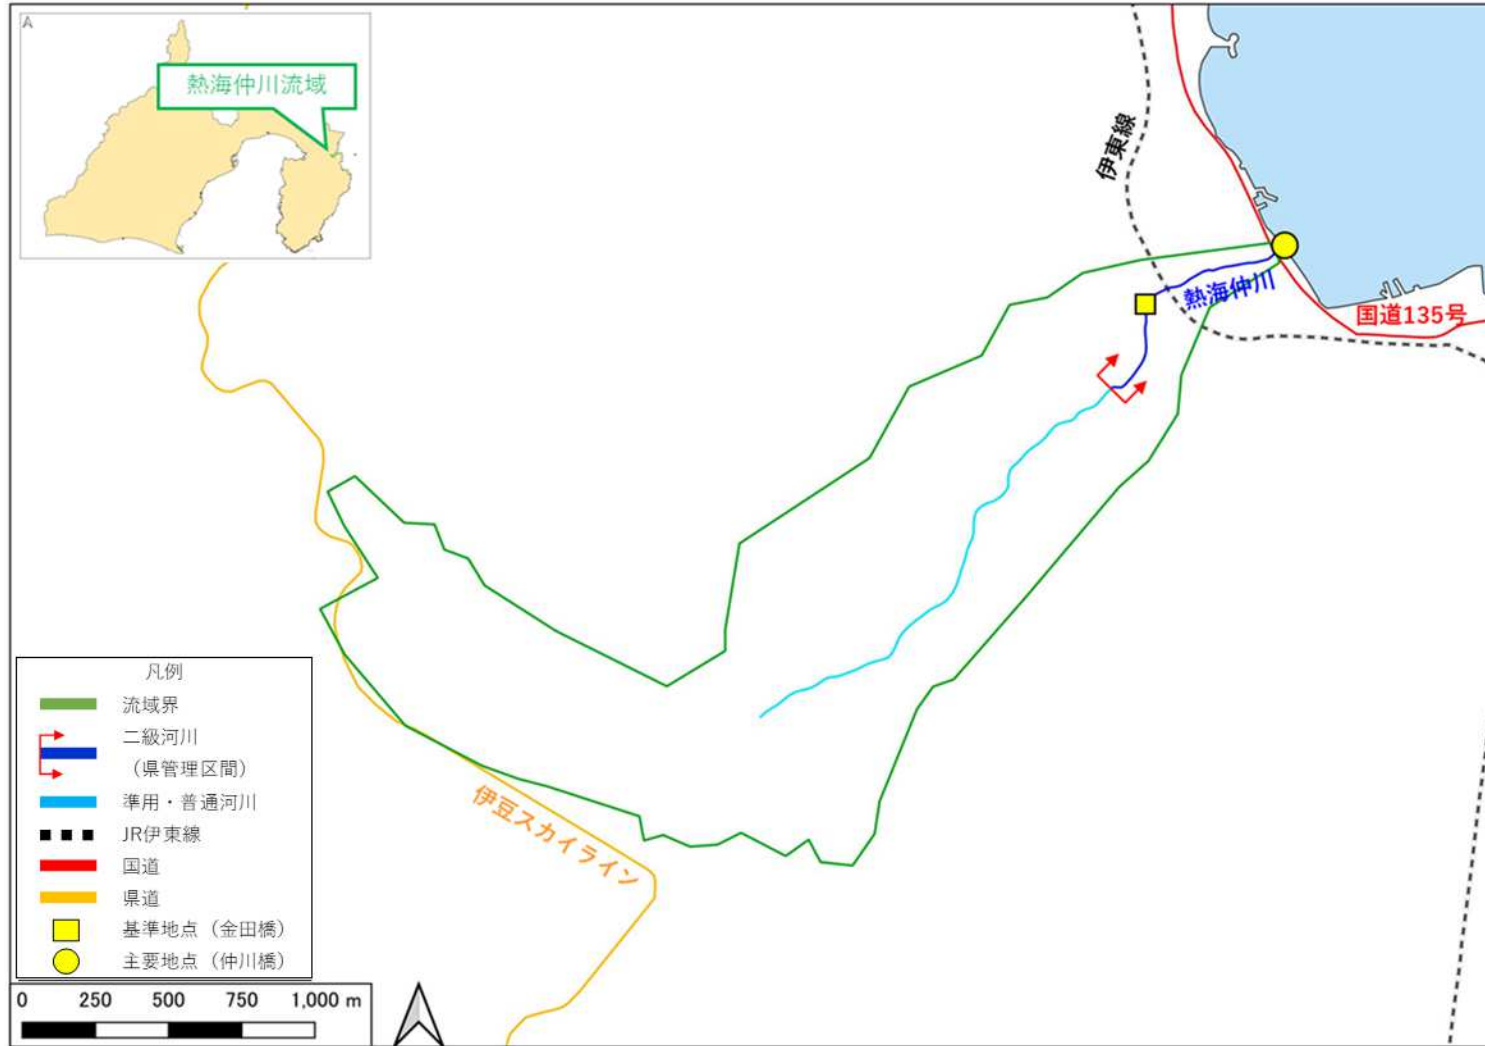 A
熱海仲川流域
伊東線
熱海仲川
国道135号
伊豆スカイライン
凡例
流域界
二級河川
（県管理区間）
準用・普通河川
JR伊東線
国道
県道
基準地点（金田橋）
主要地点（仲川橋）
0 250 500 750 1,000 m